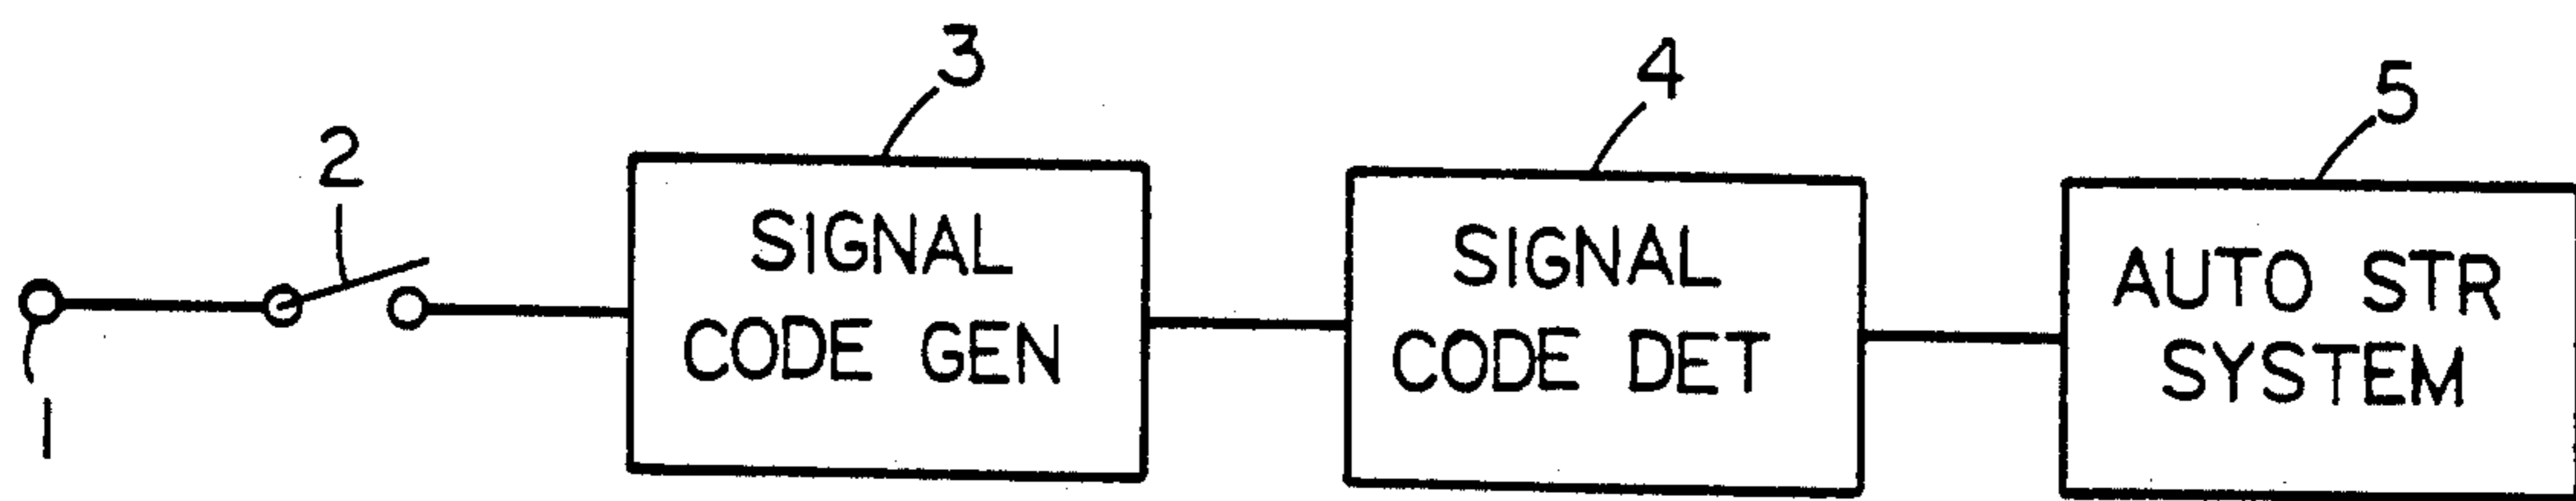 1
2
3
SIGNAL
CODE GEN
4
SIGNAL
CODE DET
5
AUTO STR
SYSTEM